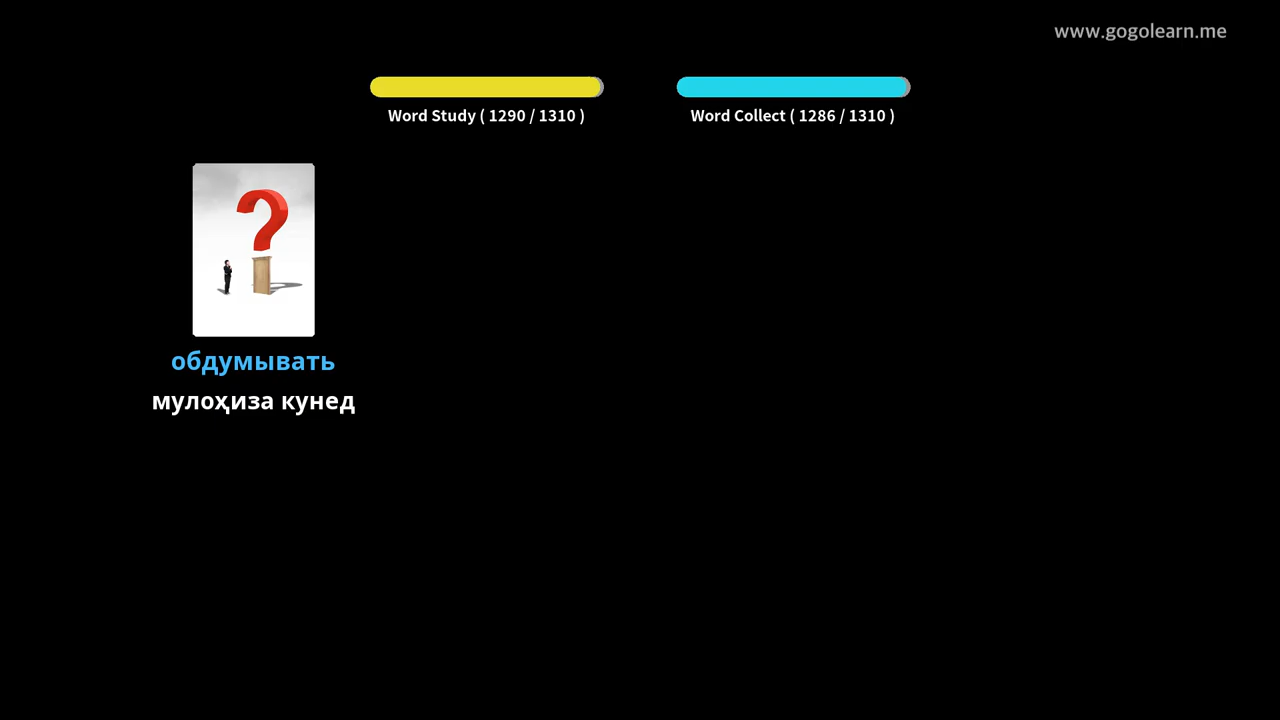 www.gogolearn.me
Word Study ( 1290 / 1310 )
Word Collect ( 1286 / 1310 )
обдумывать
мулоҳиза кунед